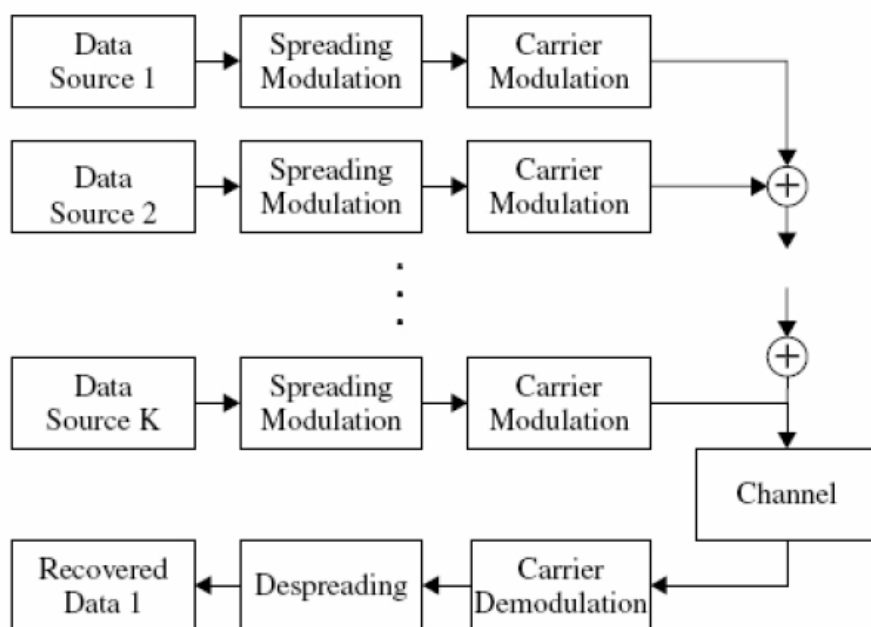 Data
Source 1
Spreading
Modulation
Carrier
Modulation
Data
Source 2
Spreading
Modulation
Carrier
Modulation
Data
Source K
Spreading
Modulation
Carrier
Modulation
Channel
Recovered
Data 1
Despreading
Carrier
Demodulation